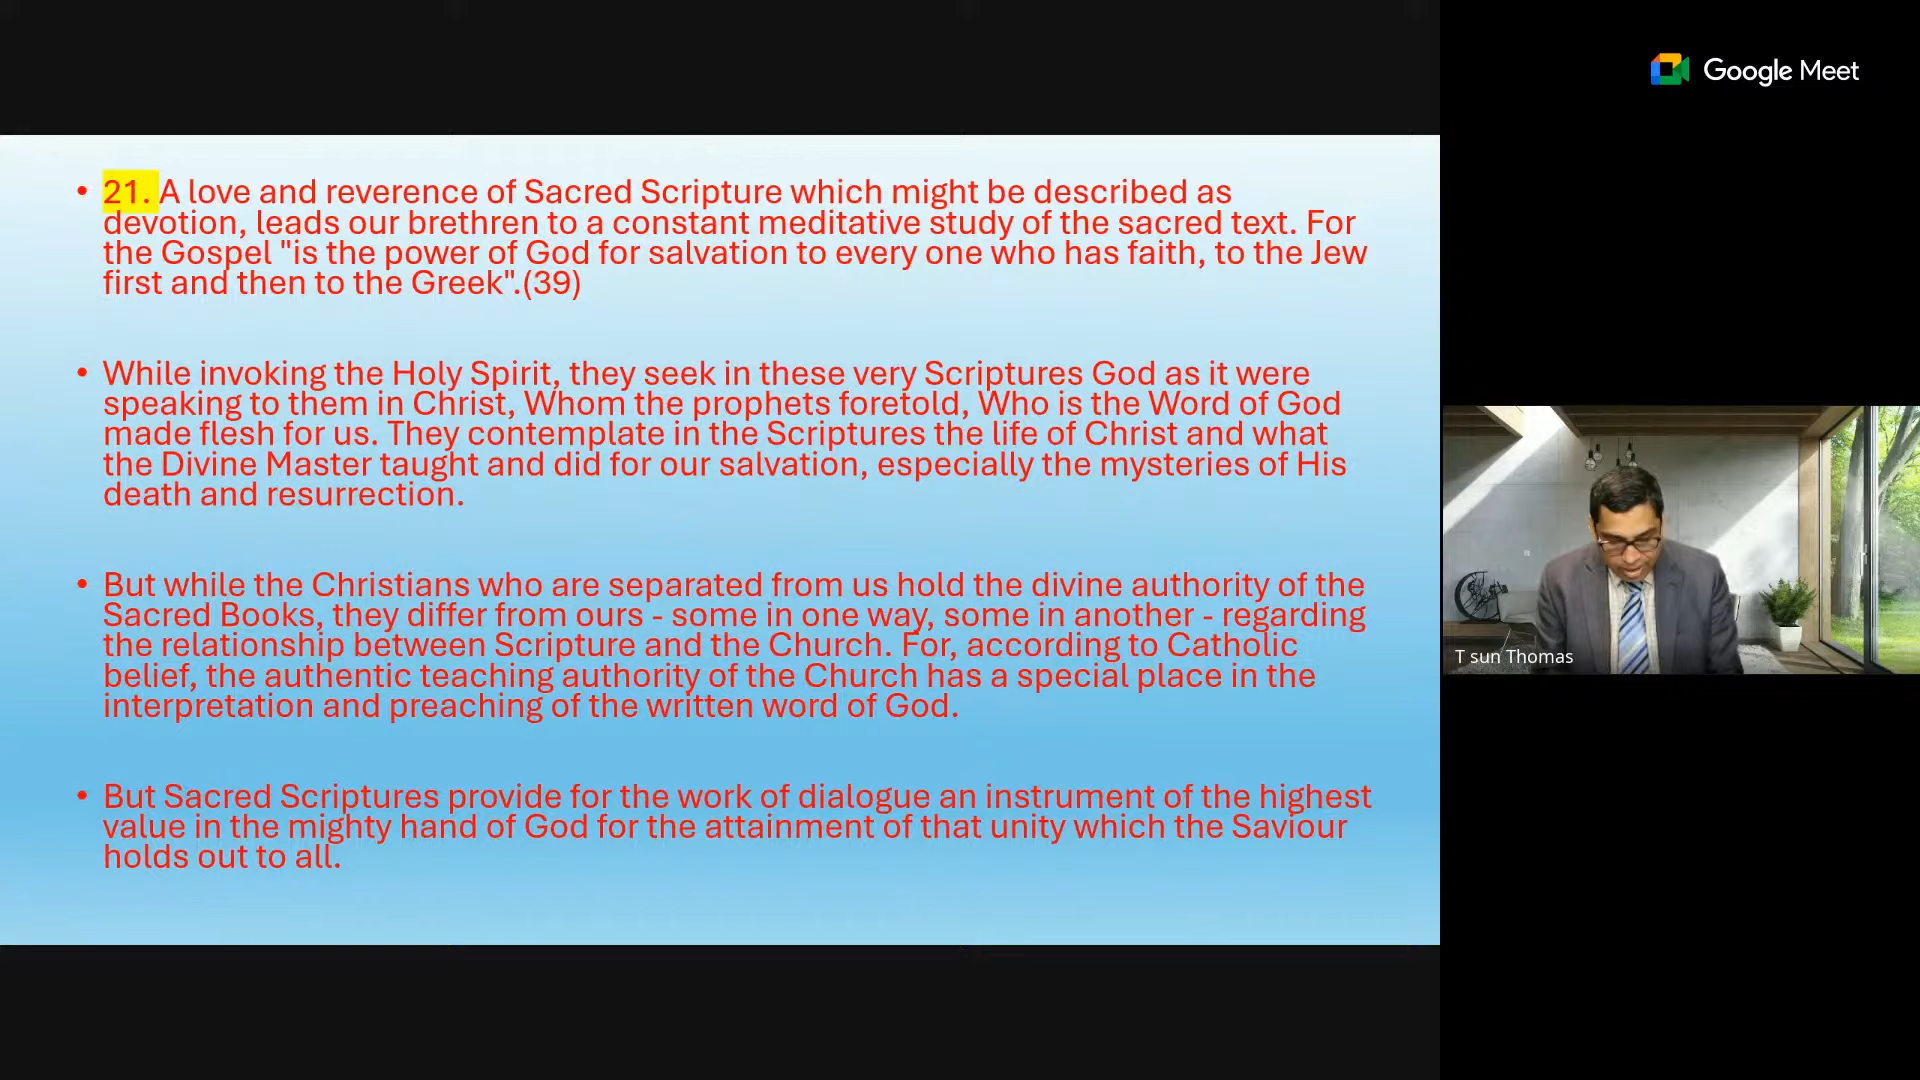 Google Meet
• 21. A love and reverence of Sacred Scripture which might be described as
devotion, leads our brethren to a constant meditative study of the sacred text. For
the Gospel "is the power of God for salvation to every one who has faith, to the Jew
first and then to the Greek".(39)
• While invoking the Holy Spirit, they seek in these very Scriptures God as it were
speaking to them in Christ, Whom the prophets foretold, Who is the Word of God
made flesh for us. They contemplate in the Scriptures the life of Christ and what
the Divine Master taught and did for our salvation, especially the mysteries of His
death and resurrection.
• But while the Christians who are separated from us hold the divine authority of the
Sacred Books, they differ from ours - some in one way, some in another - regarding
the relationship between Scripture and the Church. For, according to Catholic
belief, the authentic teaching authority of the Church has a special place in the
interpretation and preaching of the written word of God.
• But Sacred Scriptures provide for the work of dialogue an instrument of the highest
value in the mighty hand of God for the attainment of that unity which the Saviour
holds out to all.
T sun Thomas